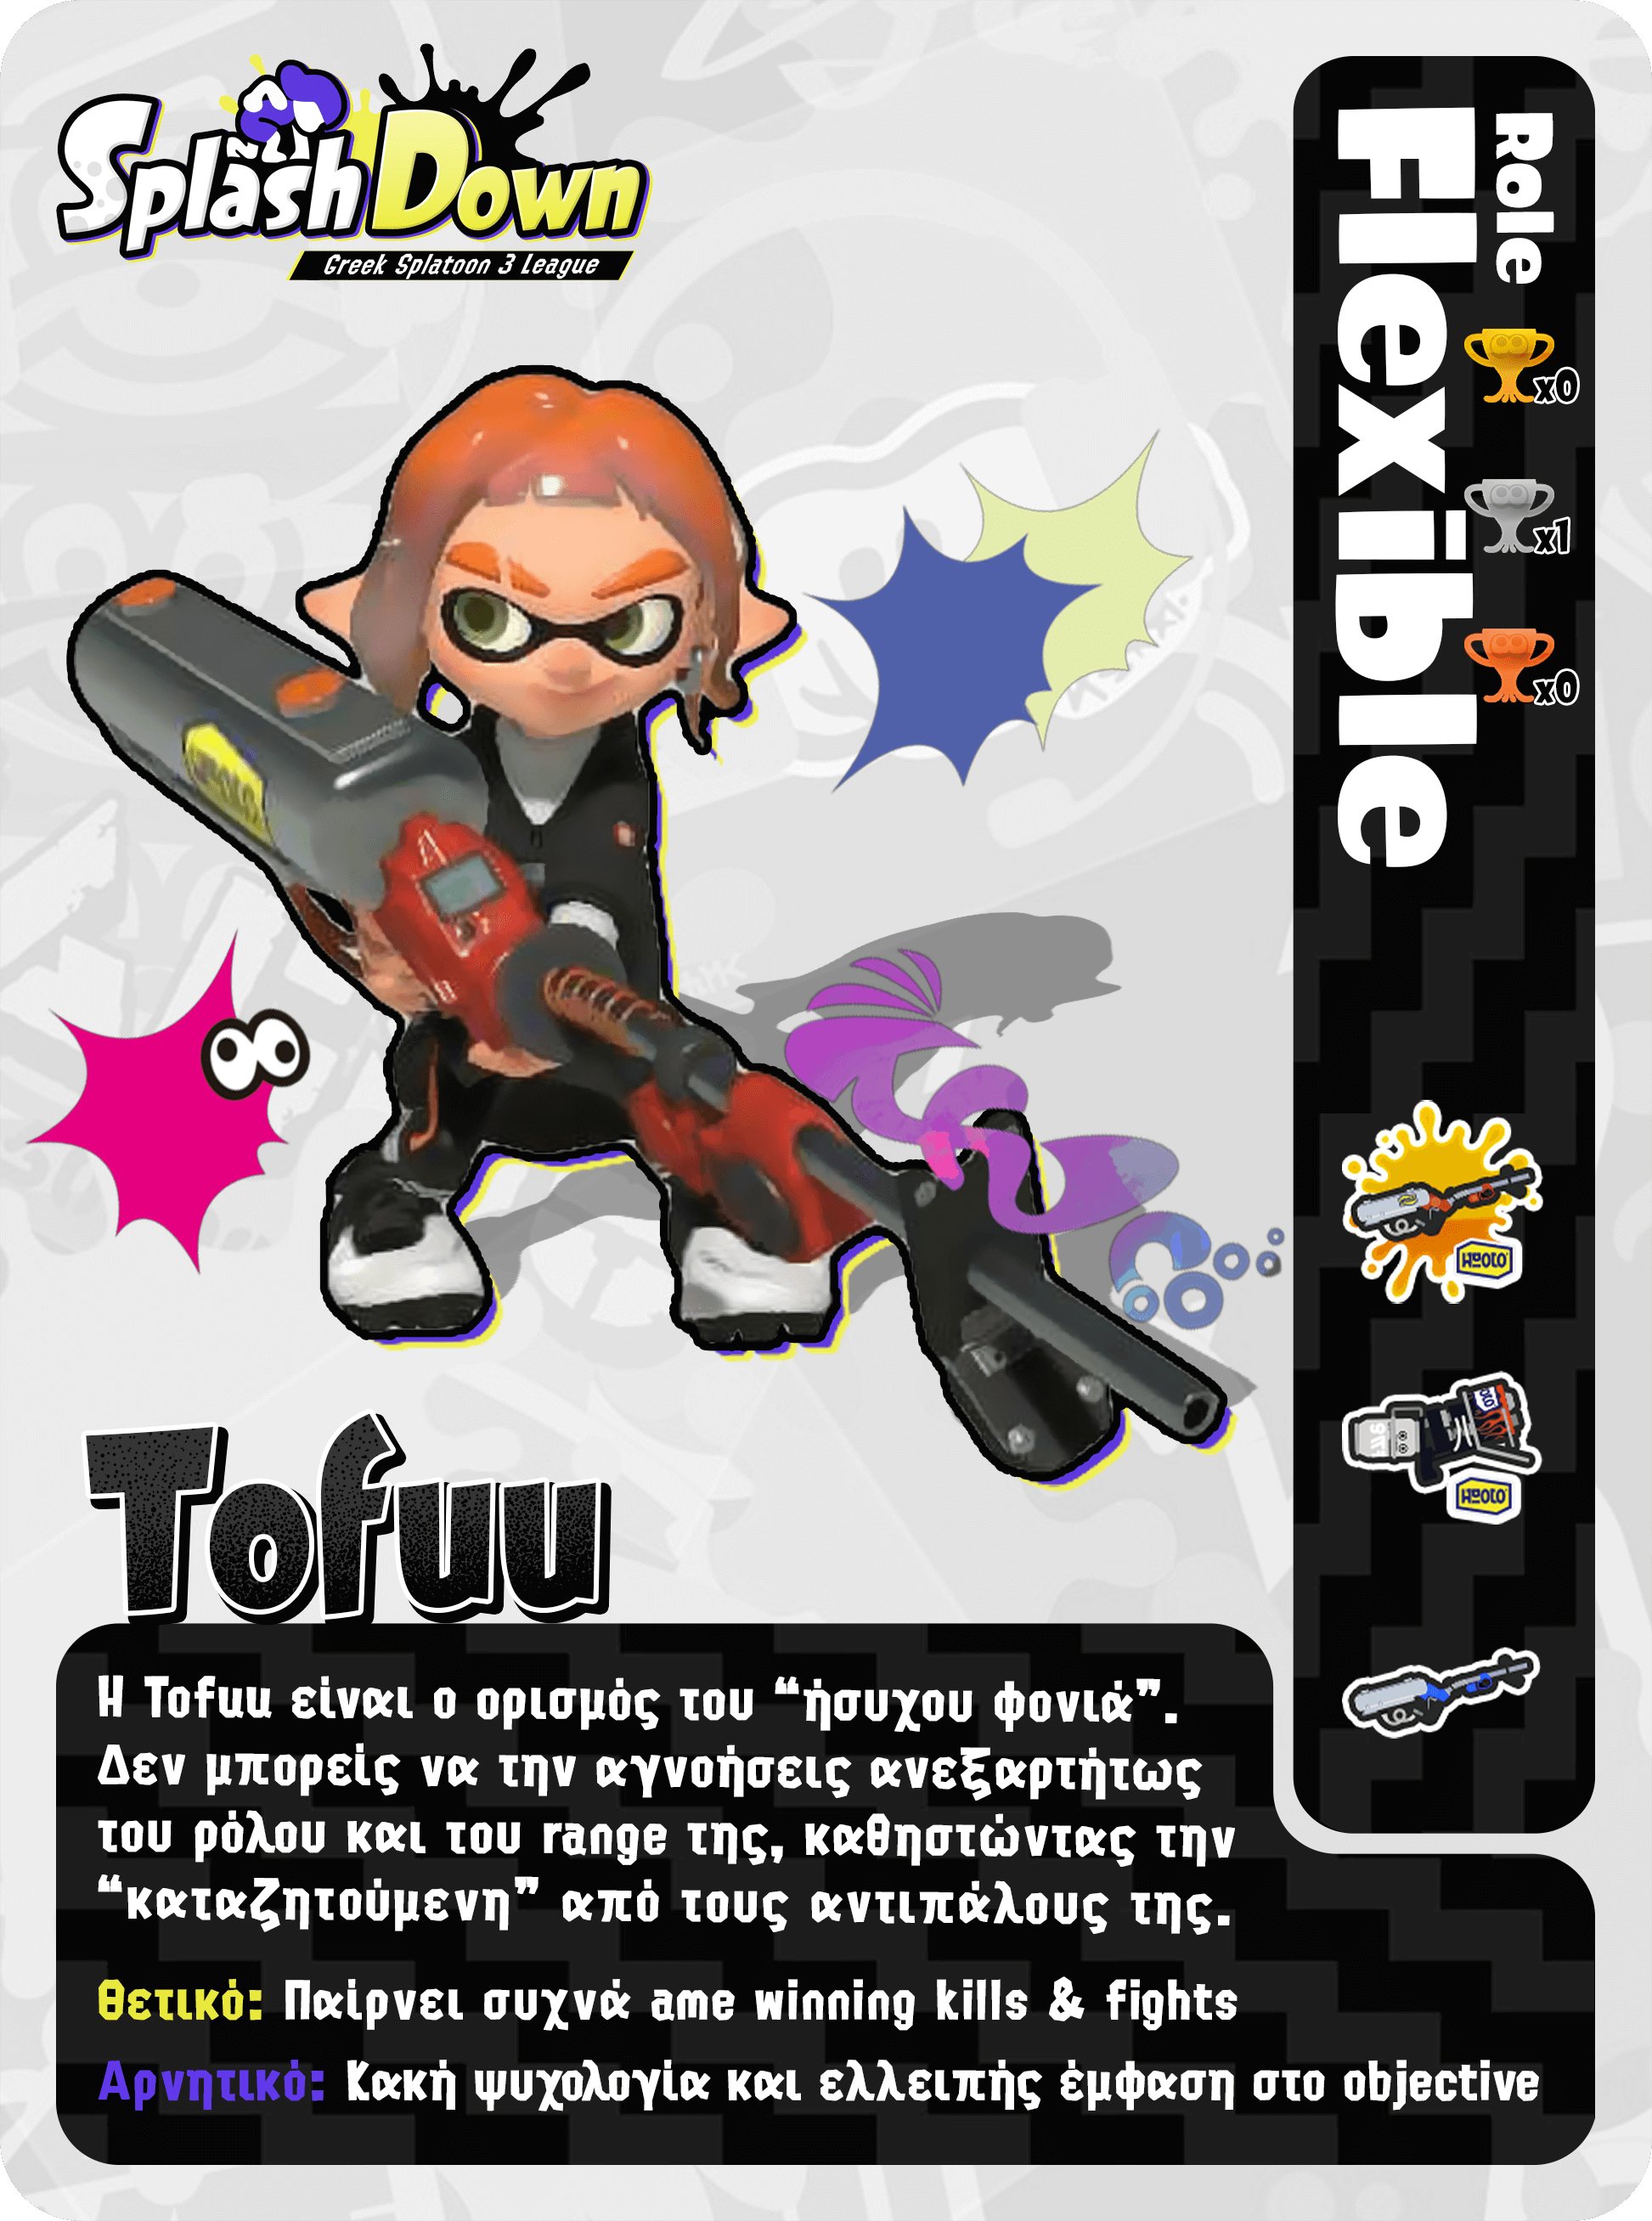 SplashDown
Greek Splatoon 3 League
Role
Flexible
x0
x1
x0
Tofuu
Η Tofuu είναι ο ορισμός του “ήσυχου φονιά”.
Δεν μπορείς να την αγνοήσεις ανεξαρτήτως
του ρόλου και του range της, καθηστώντας την
“καταζητούμενη” από τους αντιπάλους της.
Θετικό: Παίρνει συχνά ame winning kills & fights
Αρνητικό: Κακή ψυχολογία και ελλειπής έμφαση στο objective